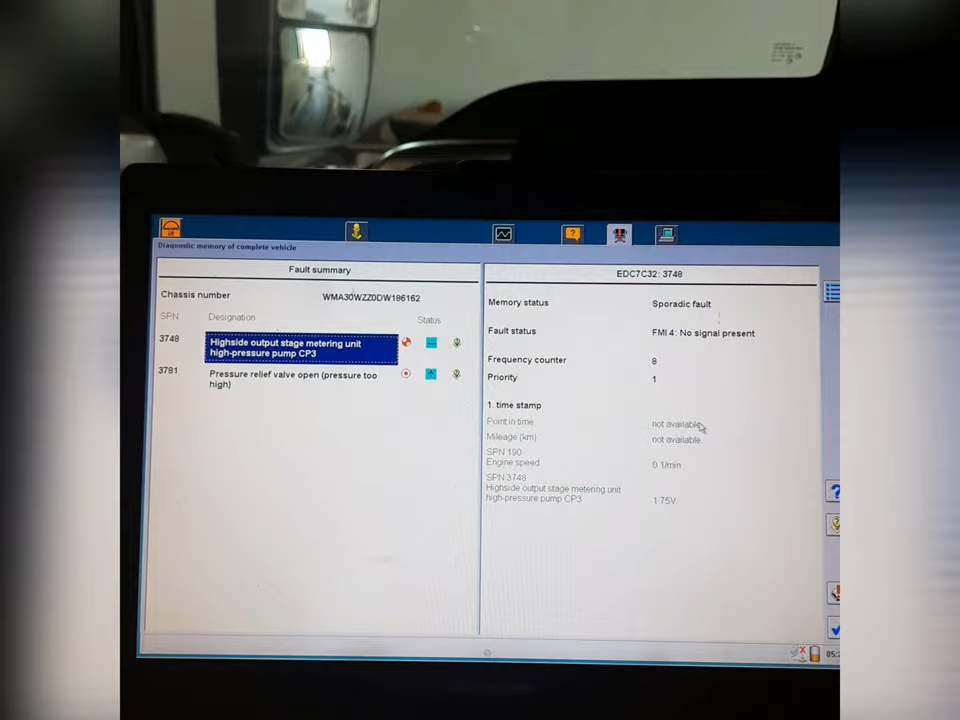 Diagnostic memory of complete vehicle
Fault summary
Chassis number WMA30WZZ0DW186162
SPN Designation Status
3748 Highside output stage metering unit
high-pressure pump CP3
3781 Pressure relief valve open (pressure too
high)
EDC7C32: 3748
Memory status Sporadic fault
Fault status FMI 4: No signal present
Frequency counter 8
Priority 1
1. time stamp
Point in time not available
Mileage (km) not available
SPN 190
Engine speed 0 1/min
SPN 3748
Highside output stage metering unit
high-pressure pump CP3 1.75V